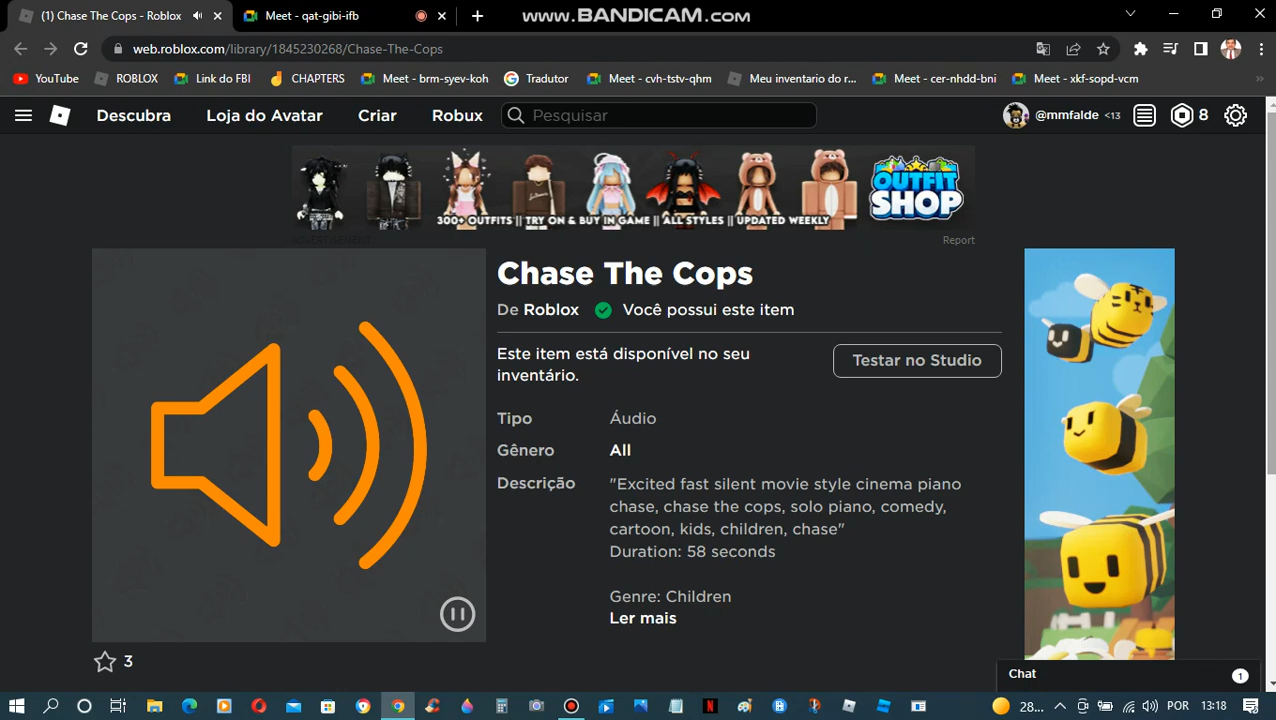 (1) Chase The Cops - Roblox
Meet - qat-gibi-ifb
www.BANDICAM.com
web.roblox.com/library/1845230268/Chase-The-Cops
YouTube ROBLOX Link do FBI CHAPTERS Meet - brm-sysv-koh Tradutor Meet - cvh-tstv-qhm Meu inventario do r... Meet - cer-nhdd-bni Meet - xkf-sopd-vcm »
Descubra Loja do Avatar Criar Robux Pesquisar @mmfalde <13 8
OUTFIT
SHOP
300+ OUTFITS || TRY ON & BUY IN GAME || ALL STYLES || UPDATED WEEKLY
ADVERTISEMENT Report
Chase The Cops
De Roblox Você possui este item
Este item está disponível no seu
inventário.
Testar no Studio
Tipo Áudio
Gênero All
Descrição "Excited fast silent movie style cinema piano
chase, chase the cops, solo piano, comedy,
cartoon, kids, children, chase"
Duration: 58 seconds
Genre: Children
Ler mais
3
Chat 1
28... POR 13:18